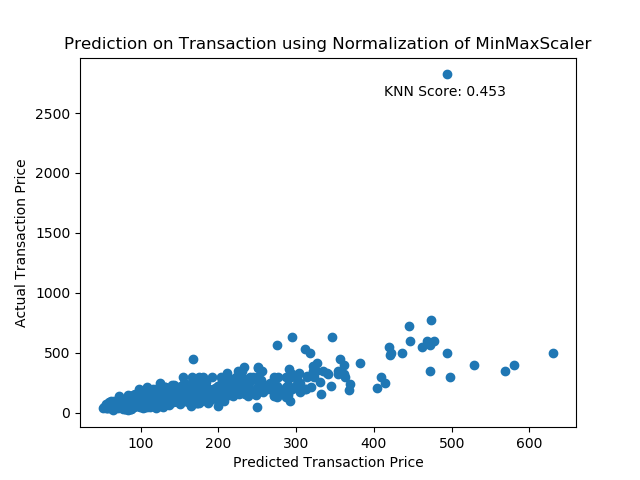 Prediction on Transaction using Normalization of MinMaxScaler
KNN Score: 0.453
2500
2000
1500
1000
500
0
Actual Transaction Price
100 200 300 400 500 600
Predicted Transaction Price